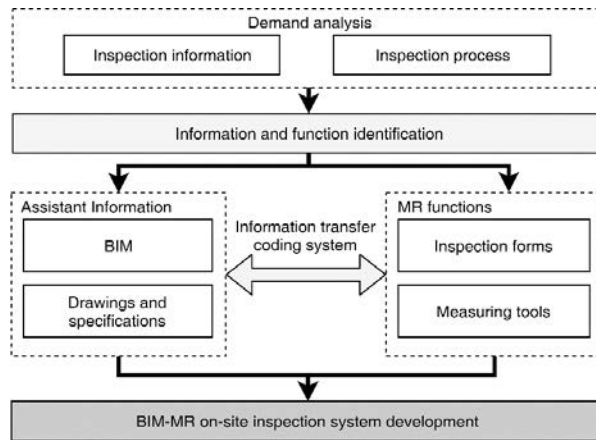 Demand analysis
Inspection information
Inspection process
Information and function identification
Assistant Information
BIM
Drawings and
specifications
Information transfer
coding system
MR functions
Inspection forms
Measuring tools
BIM-MR on-site inspection system development